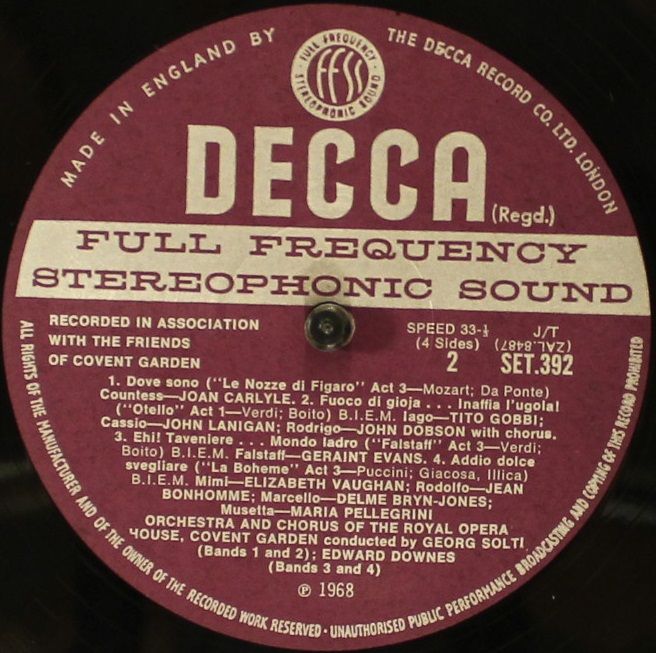 MADE IN ENGLAND BY
THE DECCA RECORD CO. LTD. LONDON
FULL FREQUENCY
FFSS
STEREOPHONIC SOUND
DECCA
(Regd.)
FULL FREQUENCY
STEREOPHONIC SOUND
RECORDED IN ASSOCIATION
WITH THE FRIENDS
OF COVENT GARDEN
SPEED 33-⅓ J/T
(4 Sides) (ZAL.8487)
2 SET.392
1. Dove sono ("Le Nozze di Figaro" Act 3—Mozart; Da Ponte)
Countess—JOAN CARLYLE. 2. Fuoco di gioja . . . Inaffia l'ugola!
("Otello" Act 1—Verdi; Boito) B.I.E.M. Iago—TITO GOBBI;
Cassio—JOHN LANIGAN; Rodrigo—JOHN DOBSON with chorus.
3. Ehi! Taveniere . . . Mondo ladro ("Falstaff" Act 3—Verdi;
Boito) B.I.E.M. Falstaff—GERAINT EVANS. 4. Addio dolce
svegliare ("La Boheme" Act 3—Puccini; Giacosa, Illica)
B.I.E.M. Mimi—ELIZABETH VAUGHAN; Rodolfo—JEAN
BONHOMME; Marcello—DELME BRYN-JONES;
Musetta—MARIA PELLEGRINI
ORCHESTRA AND CHORUS OF THE ROYAL OPERA
HOUSE, COVENT GARDEN conducted by GEORG SOLTI
(Bands 1 and 2); EDWARD DOWNES
(Bands 3 and 4)
℗ 1968
ALL RIGHTS OF THE MANUFACTURER AND OF THE OWNER OF THE RECORDED WORK RESERVED · UNAUTHORISED PUBLIC PERFORMANCE BROADCASTING AND COPYING OF THIS RECORD PROHIBITED